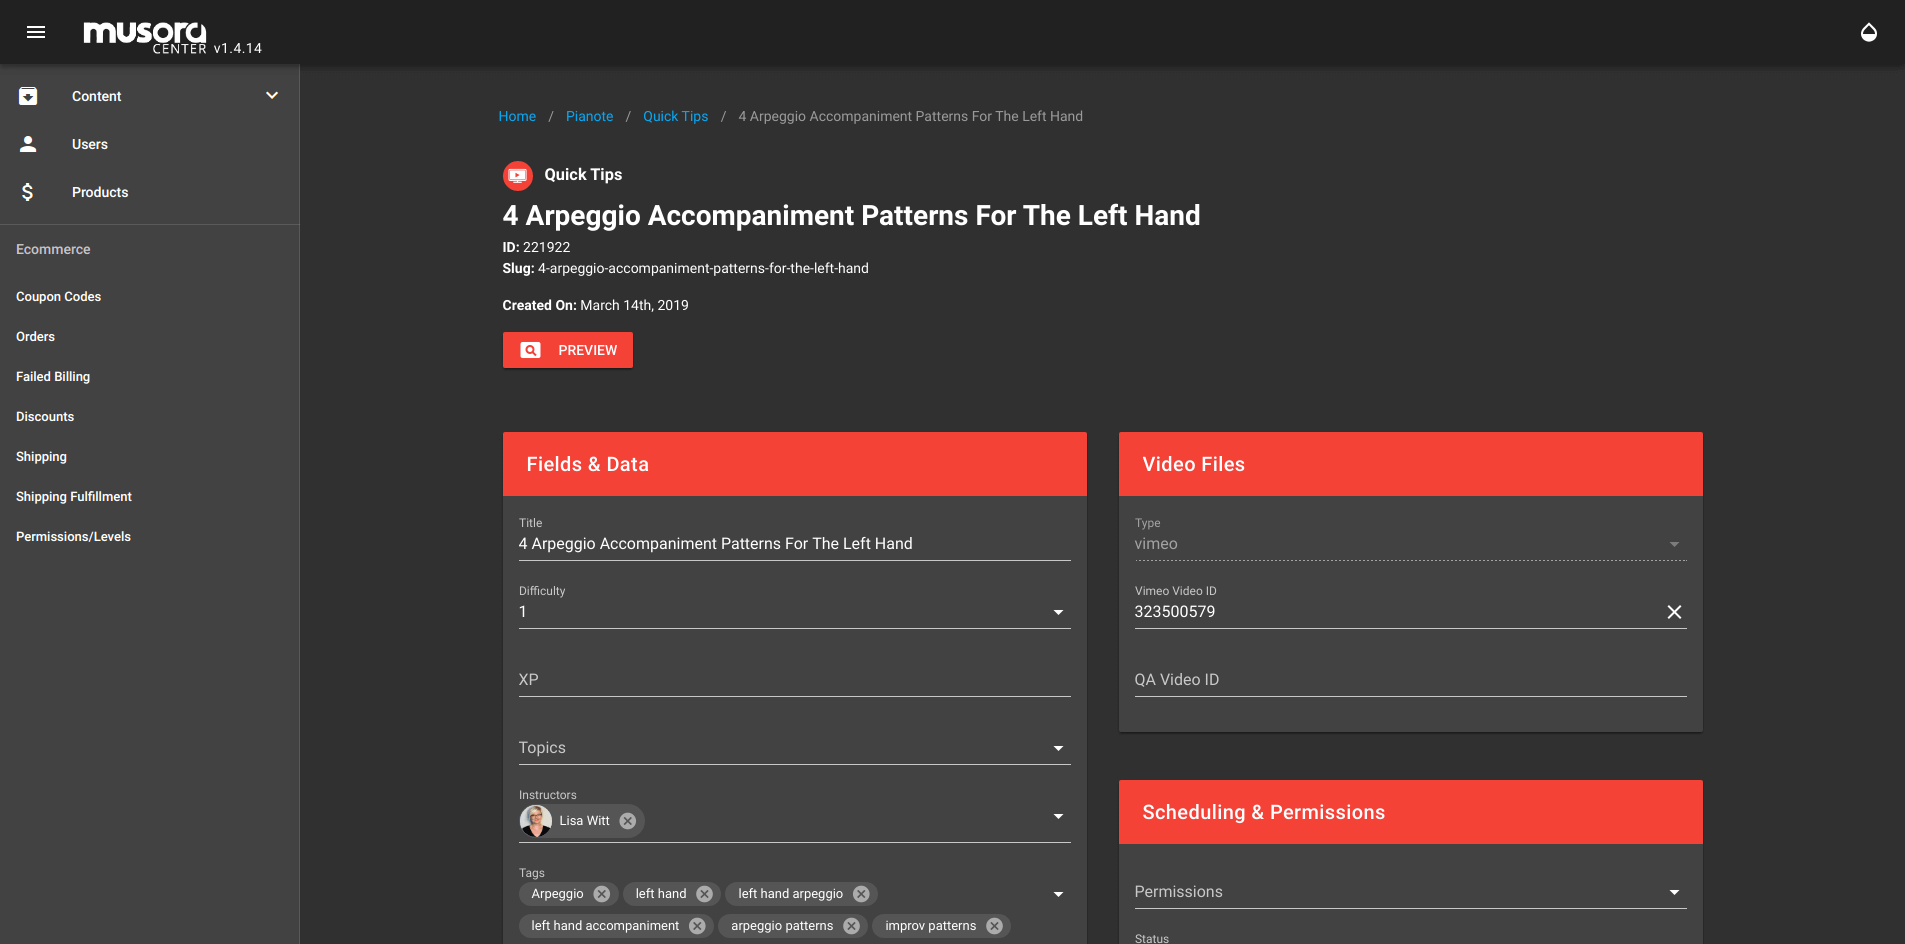 musora
CENTER v1.4.14
Content
Users
Products
Ecommerce
Coupon Codes
Orders
Failed Billing
Discounts
Shipping
Shipping Fulfillment
Permissions/Levels
Home / Pianote / Quick Tips / 4 Arpeggio Accompaniment Patterns For The Left Hand
Quick Tips
4 Arpeggio Accompaniment Patterns For The Left Hand
ID: 221922
Slug: 4-arpeggio-accompaniment-patterns-for-the-left-hand
Created On: March 14th, 2019
PREVIEW
Fields & Data
Title
4 Arpeggio Accompaniment Patterns For The Left Hand
Difficulty
1
XP
Topics
Instructors
Lisa Witt
Tags
Arpeggio left hand left hand arpeggio
left hand accompaniment arpeggio patterns improv patterns
Video Files
Type
vimeo
Vimeo Video ID
323500579
QA Video ID
Scheduling & Permissions
Permissions
Status